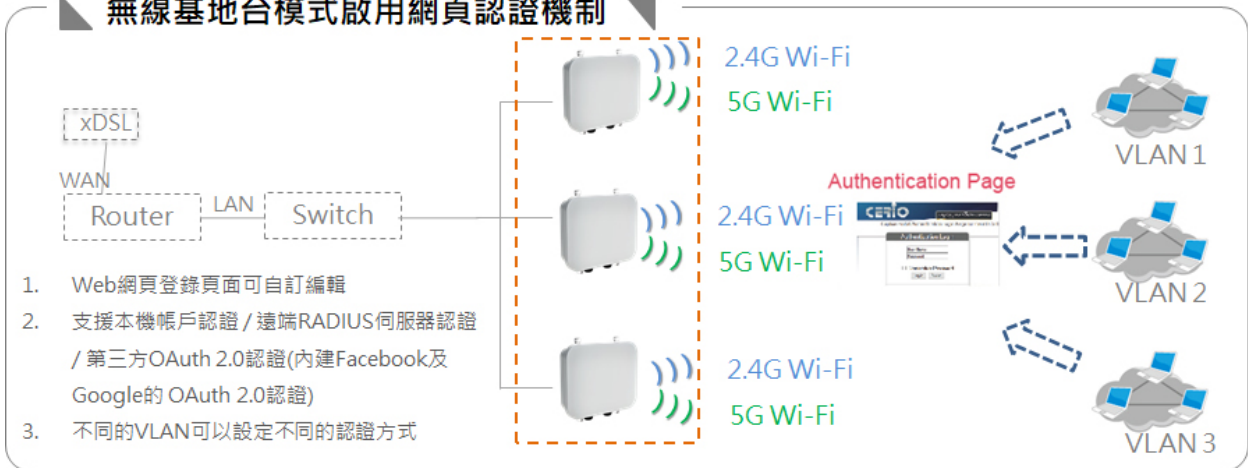 無線基地台模式啟用網頁認證機制
2.4G Wi-Fi
5G Wi-Fi
xDSL
VLAN 1
WAN
Authentication Page
Router
LAN
Switch
2.4G Wi-Fi
CERIO
5G Wi-Fi
VLAN 2
1. Web網頁登錄頁面可自訂編輯
2. 支援本機帳戶認證 / 遠端RADIUS伺服器認證
/ 第三方OAuth 2.0認證(內建Facebook及
Google的 OAuth 2.0認證)
3. 不同的VLAN可以設定不同的認證方式
2.4G Wi-Fi
5G Wi-Fi
VLAN 3